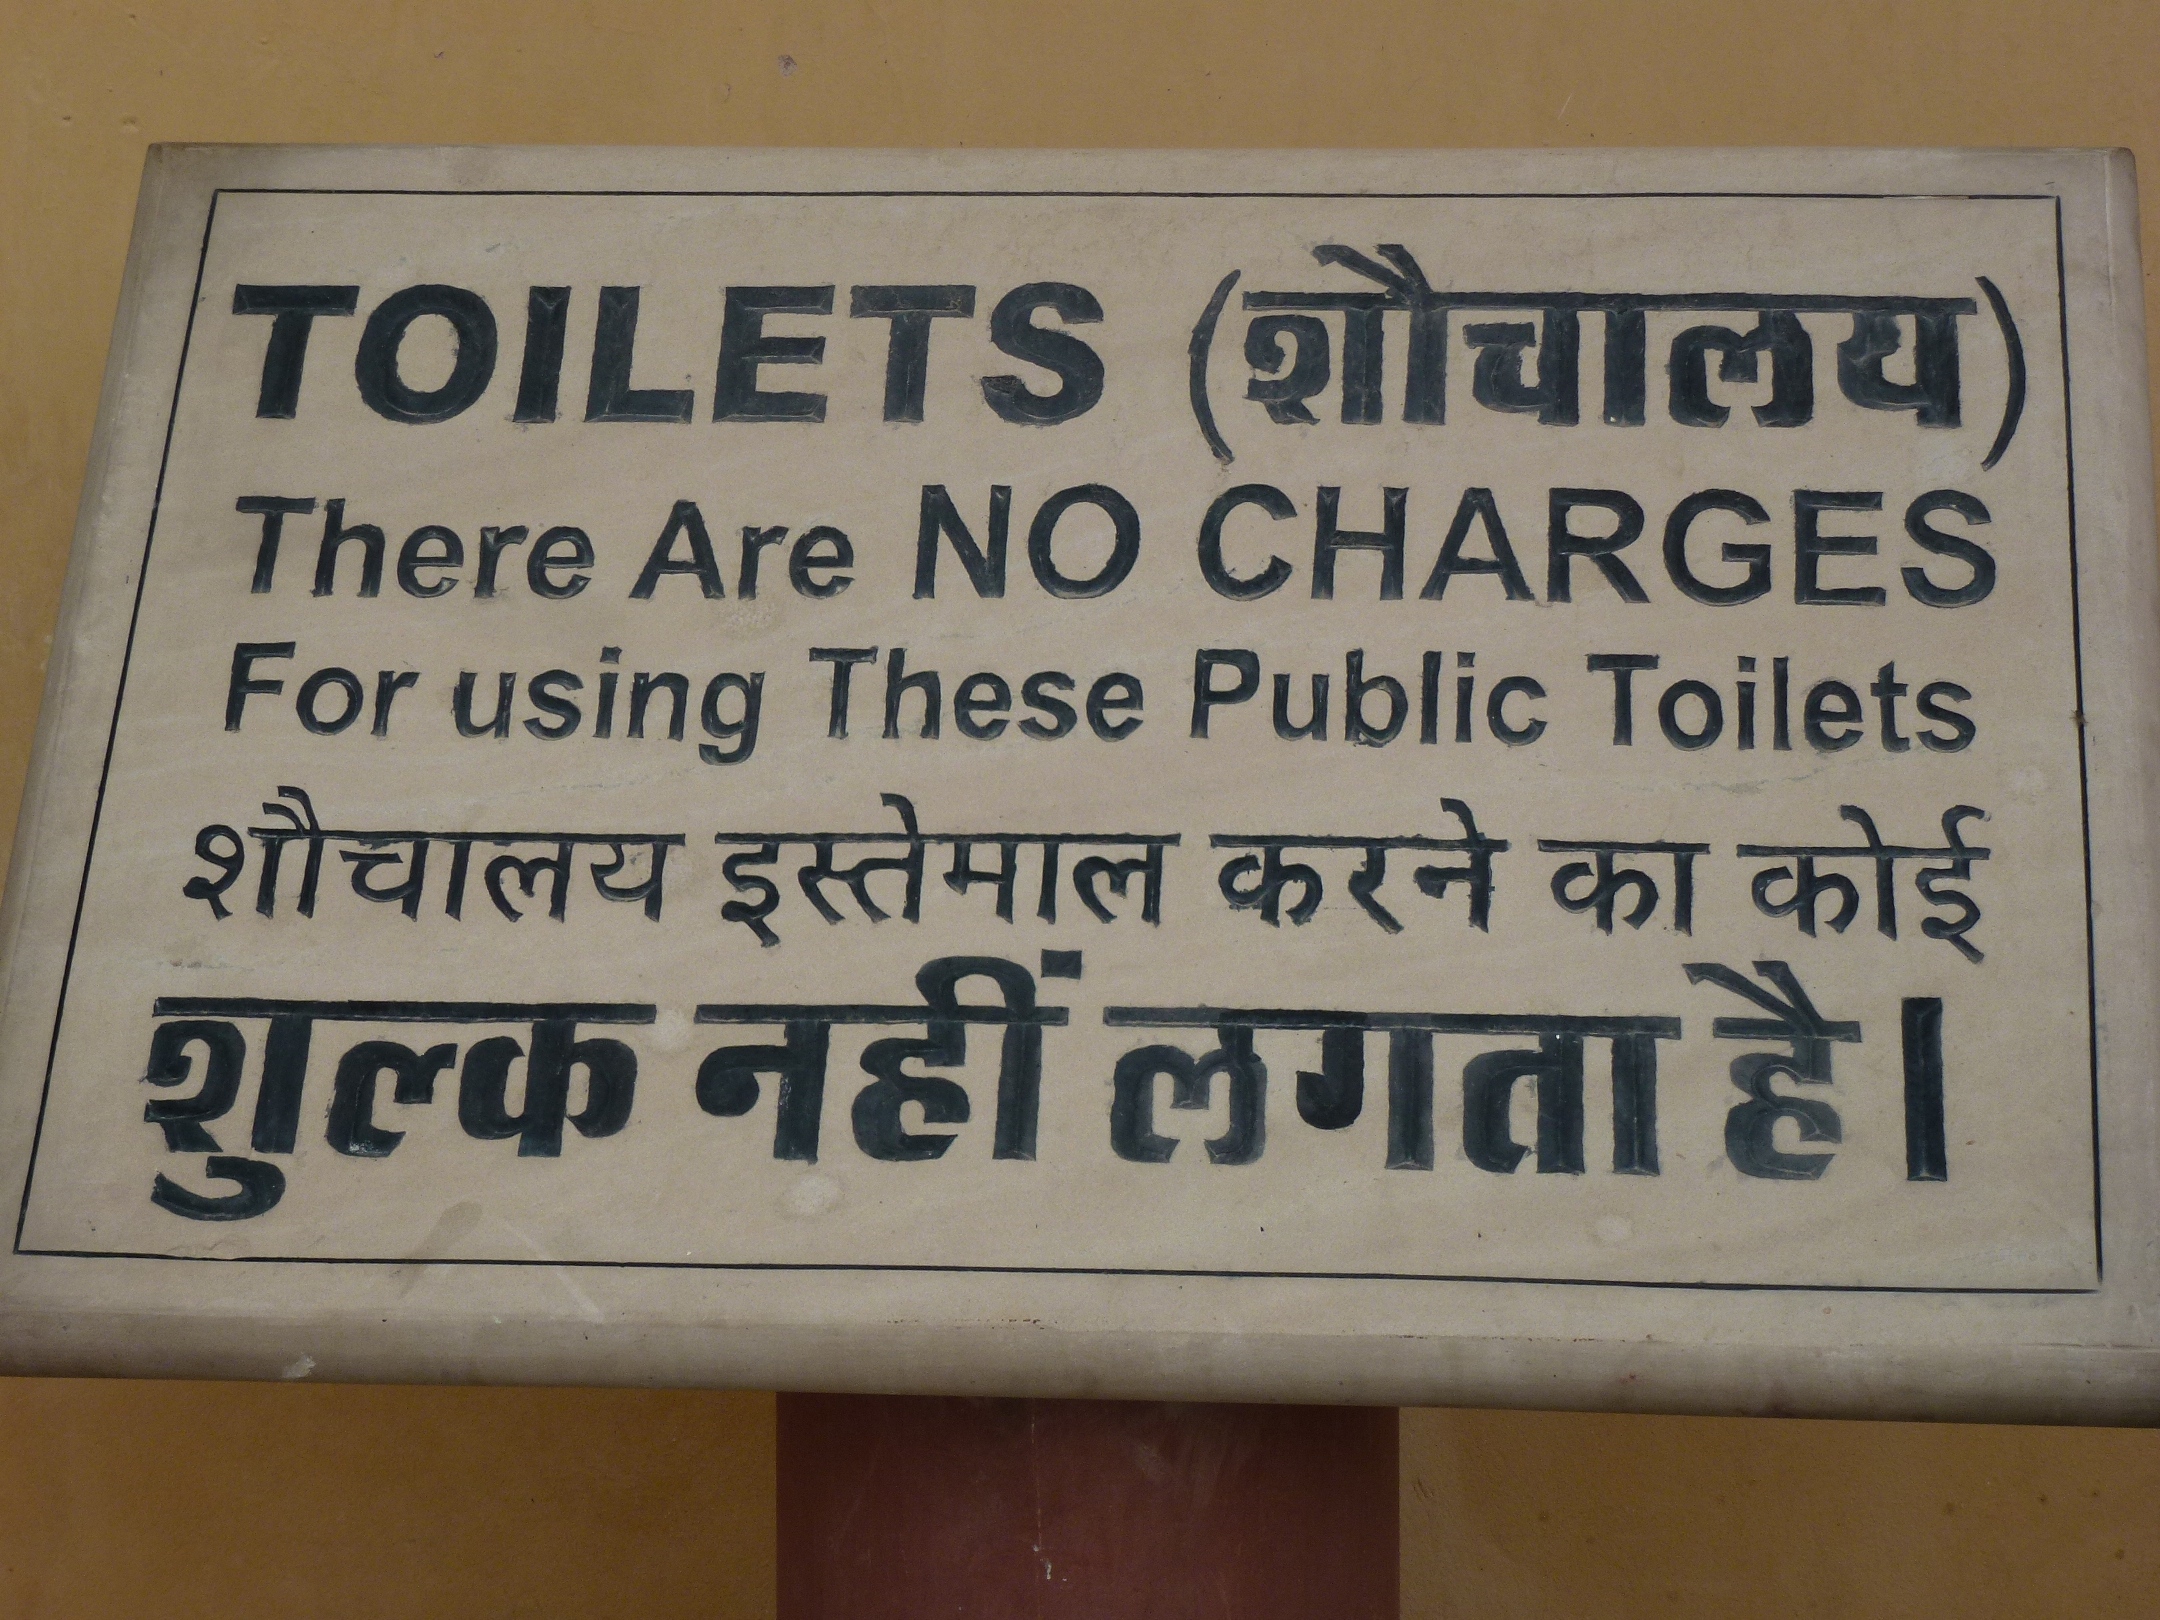 TOILETS (शौचालय)
There Are NO CHARGES
For using These Public Toilets
शौचालय इस्तेमाल करने का कोई
शुल्क नहीं लगता है।